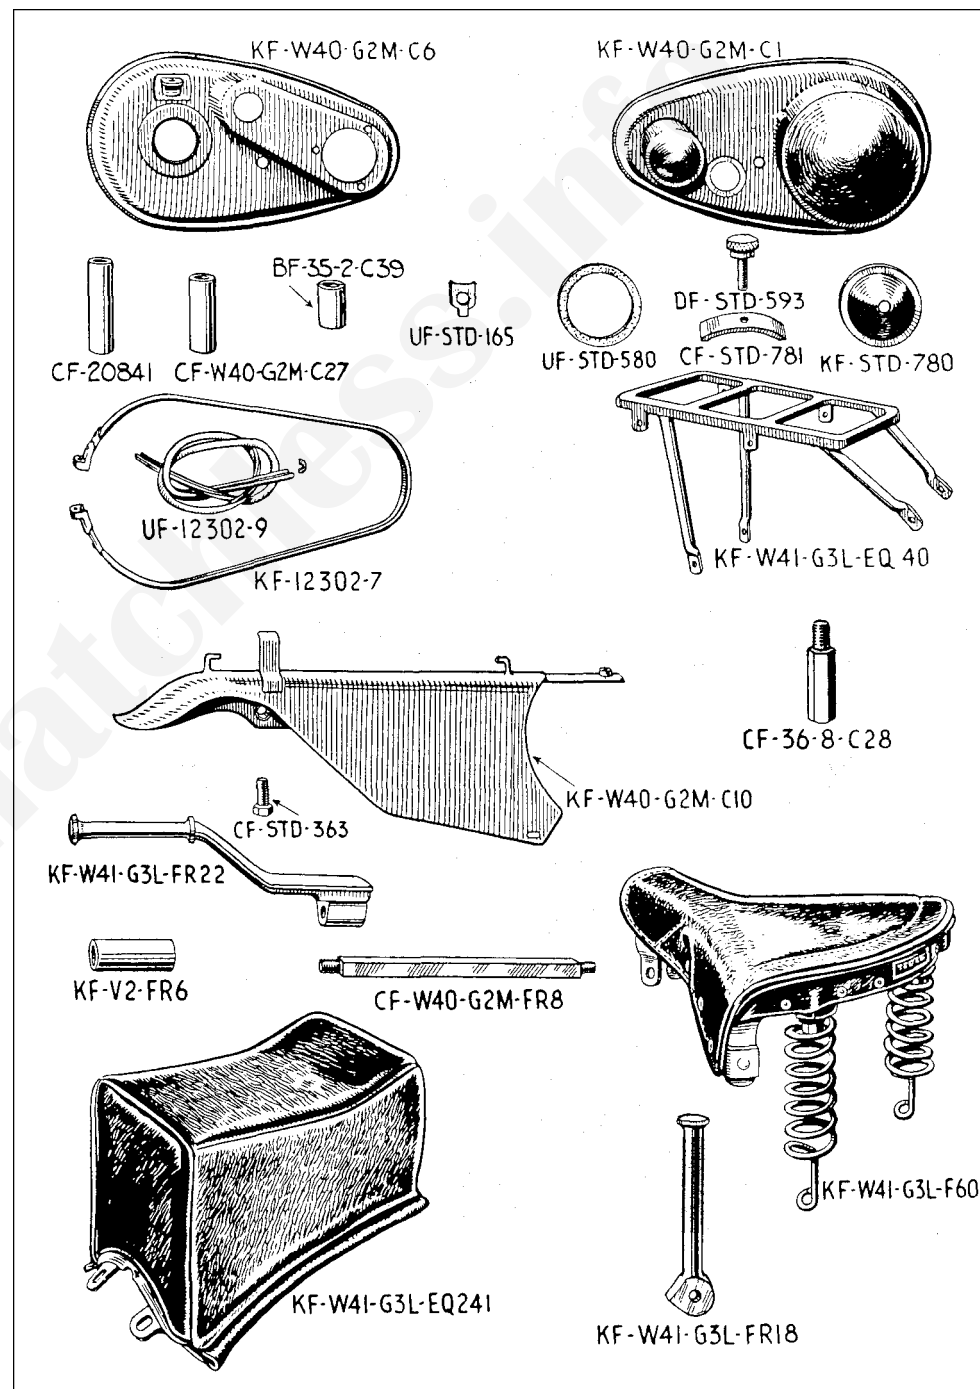 KF-W40-G2M-C6
KF-W40-G2M-C1
BF-35-2-C39
UF-STD-165
DF-STD-593
UF-STD-580
CF-STD-781
KF-STD-780
CF-20841
CF-W40-G2M-C27
UF-12302-9
KF-12302-7
KF-W41-G3L-EQ 40
CF-36-8-C28
KF-W40-G2M-C10
CF-STD-363
KF-W41-G3L-FR22
KF-V2-FR6
CF-W40-G2M-FR8
KF-W41-G3L-F60
KF-W41-G3L-EQ241
KF-W41-G3L-FR18
matchless.info